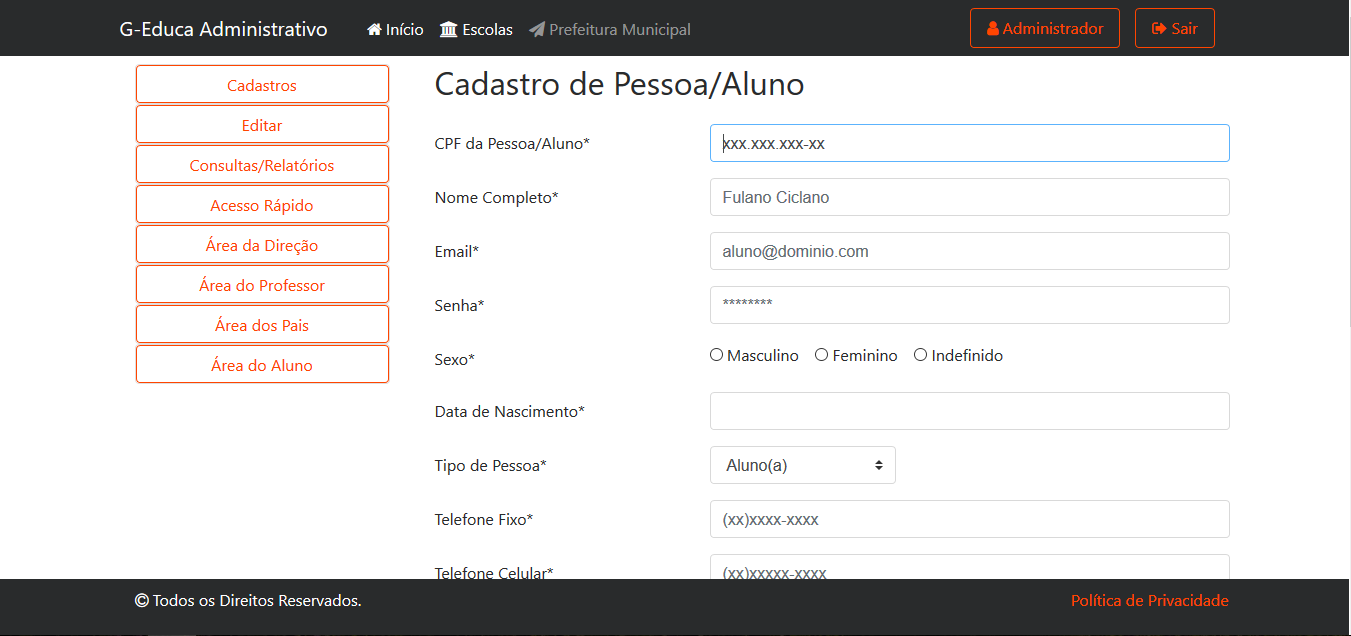 G-Educa Administrativo Início Escolas Prefeitura Municipal Administrador Sair
Cadastros
Editar
Consultas/Relatórios
Acesso Rápido
Área da Direção
Área do Professor
Área dos Pais
Área do Aluno
Cadastro de Pessoa/Aluno
CPF da Pessoa/Aluno* xxx.xxx.xxx-xx
Nome Completo* Fulano Ciclano
Email* aluno@dominio.com
Senha* ********
Sexo* Masculino Feminino Indefinido
Data de Nascimento*
Tipo de Pessoa* Aluno(a)
Telefone Fixo* (xx)xxxx-xxxx
Telefone Celular* (xx)xxxxx-xxxx
© Todos os Direitos Reservados. Política de Privacidade